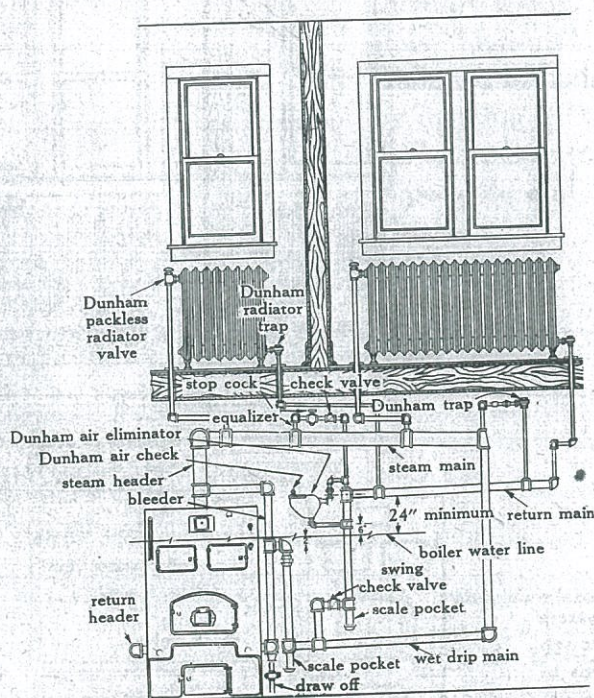 Dunham
packless
radiator
valve
Dunham
radiator
trap
stop cock
check valve
equalizer
Dunham trap
Dunham air eliminator
Dunham air check
steam main
steam header
bleeder
24" minimum
return main
6"
boiler water line
swing
check valve
return
header
scale pocket
scale pocket
wet drip main
draw off